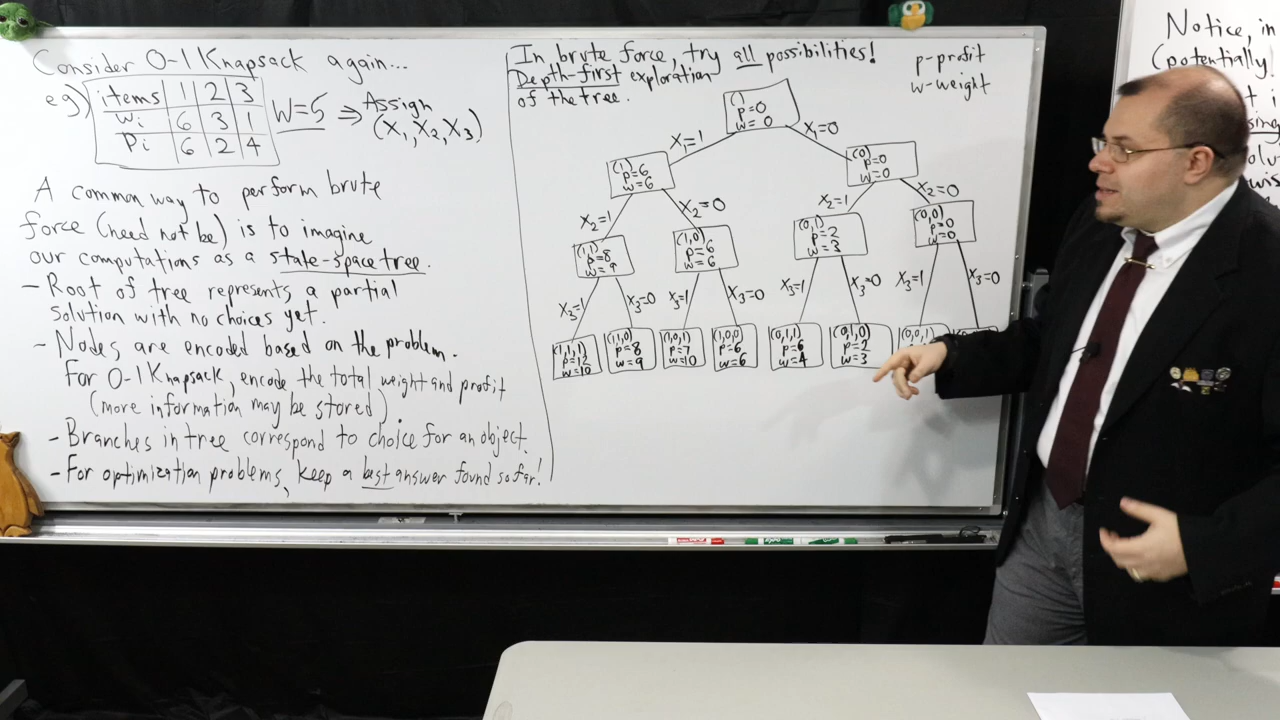 Consider 0-1 Knapsack again...
eg) items 1 2 3
wi 6 3 1
Pi 6 2 4
W=5 ⇒ Assign
(X1, X2, X3)
A common way to perform brute
force (need not be) is to imagine
our computations as a state-space tree.
- Root of tree represents a partial
solution with no choices yet.
- Nodes are encoded based on the problem.
For 0-1 Knapsack, encode the total weight and profit
(more information may be stored)
- Branches in tree correspond to choice for an object.
- For optimization problems, keep a best answer found so far!
In brute force, try all possibilities!
Depth-first exploration
of the tree.
p-profit
w-weight
()
p=0
w=0
X1=1
X1=0
(1)
p=6
w=6
(0)
p=0
w=0
X2=1
X2=0
X2=1
X2=0
(1,1)
p=8
w=9
(1,0)
p=6
w=6
(0,1)
p=2
w=3
(0,0)
p=0
w=0
X3=1
X3=0
X3=1
X3=0
X3=1
X3=0
X3=1
X3=0
(1,1,1)
p=12
w=10
(1,1,0)
p=8
w=9
(1,0,1)
p=
w=
(1,0,0)
p=6
w=6
(0,1,1)
p=6
w=4
(0,1,0)
p=2
w=3
(0,0,1)
Notice, in
(potentially!